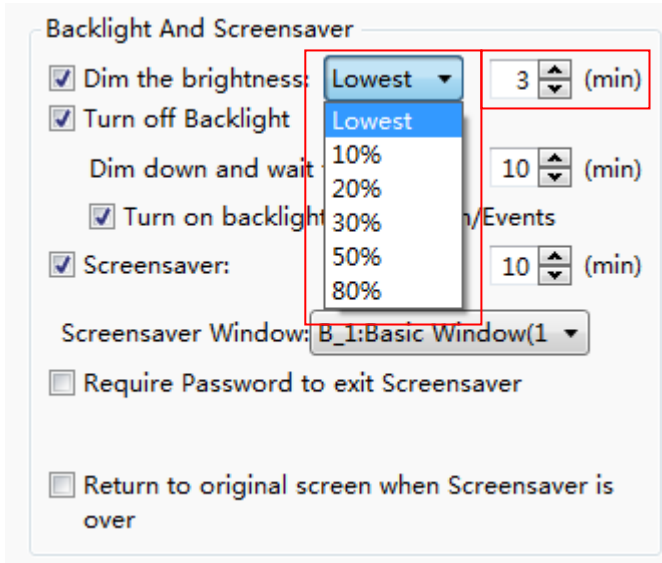 Backlight And Screensaver
Dim the brightness: Lowest 3 (min)
Turn off Backlight
Lowest
10%
20%
30%
50%
80%
Dim down and wait 10 (min)
Turn on backlight /Events
Screensaver: 10 (min)
Screensaver Window: B_1:Basic Window(1
Require Password to exit Screensaver
Return to original screen when Screensaver is
over